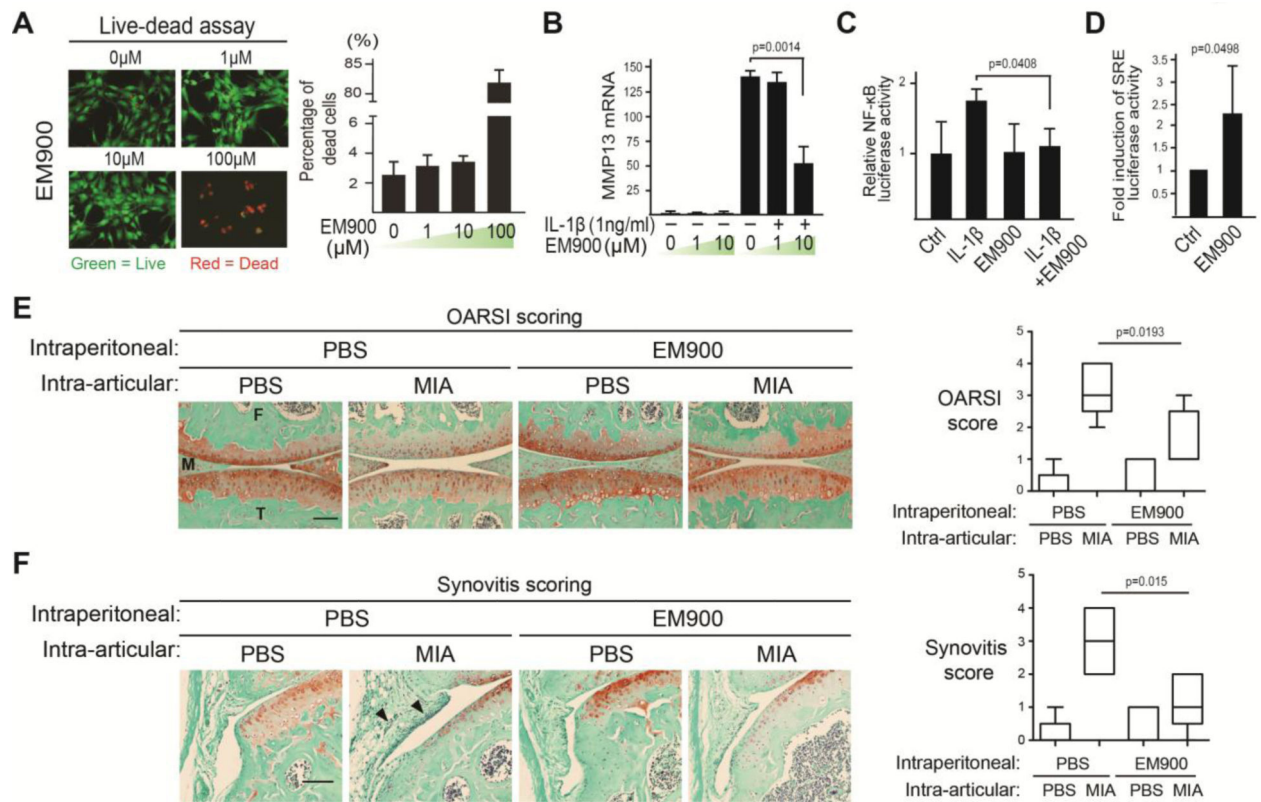 A
Live-dead assay
0μM
1μM
10μM
100μM
EM900
Green = Live
Red = Dead
(%)
Percentage of
dead cells
85
80
6
4
2
EM900
(μM)
0
1
10
100
B
MMP13 mRNA
150
125
100
75
50
25
p=0.0014
IL-1β (1ng/ml)
− − − − + +
EM900 (μM)
0 1 10 0 1 10
C
Relative NF-κB
luciferase activity
2
1
p=0.0408
Ctrl
IL-1β
EM900
IL-1β
+EM900
D
Fold induction of SRE
luciferase activity
p=0.0498
3.5
3
2.5
2
1.5
1
0.5
Ctrl
EM900
E
OARSI scoring
Intraperitoneal:
PBS
EM900
Intra-articular:
PBS
MIA
PBS
MIA
F
M
T
OARSI
score
5
4
3
2
1
0
p=0.0193
Intraperitoneal:
PBS
EM900
Intra-articular:
PBS MIA
PBS MIA
F
Synovitis scoring
Intraperitoneal:
PBS
EM900
Intra-articular:
PBS
MIA
PBS
MIA
Synovitis
score
5
4
3
2
1
0
p=0.015
Intraperitoneal:
PBS
EM900
Intra-articular:
PBS MIA
PBS MIA